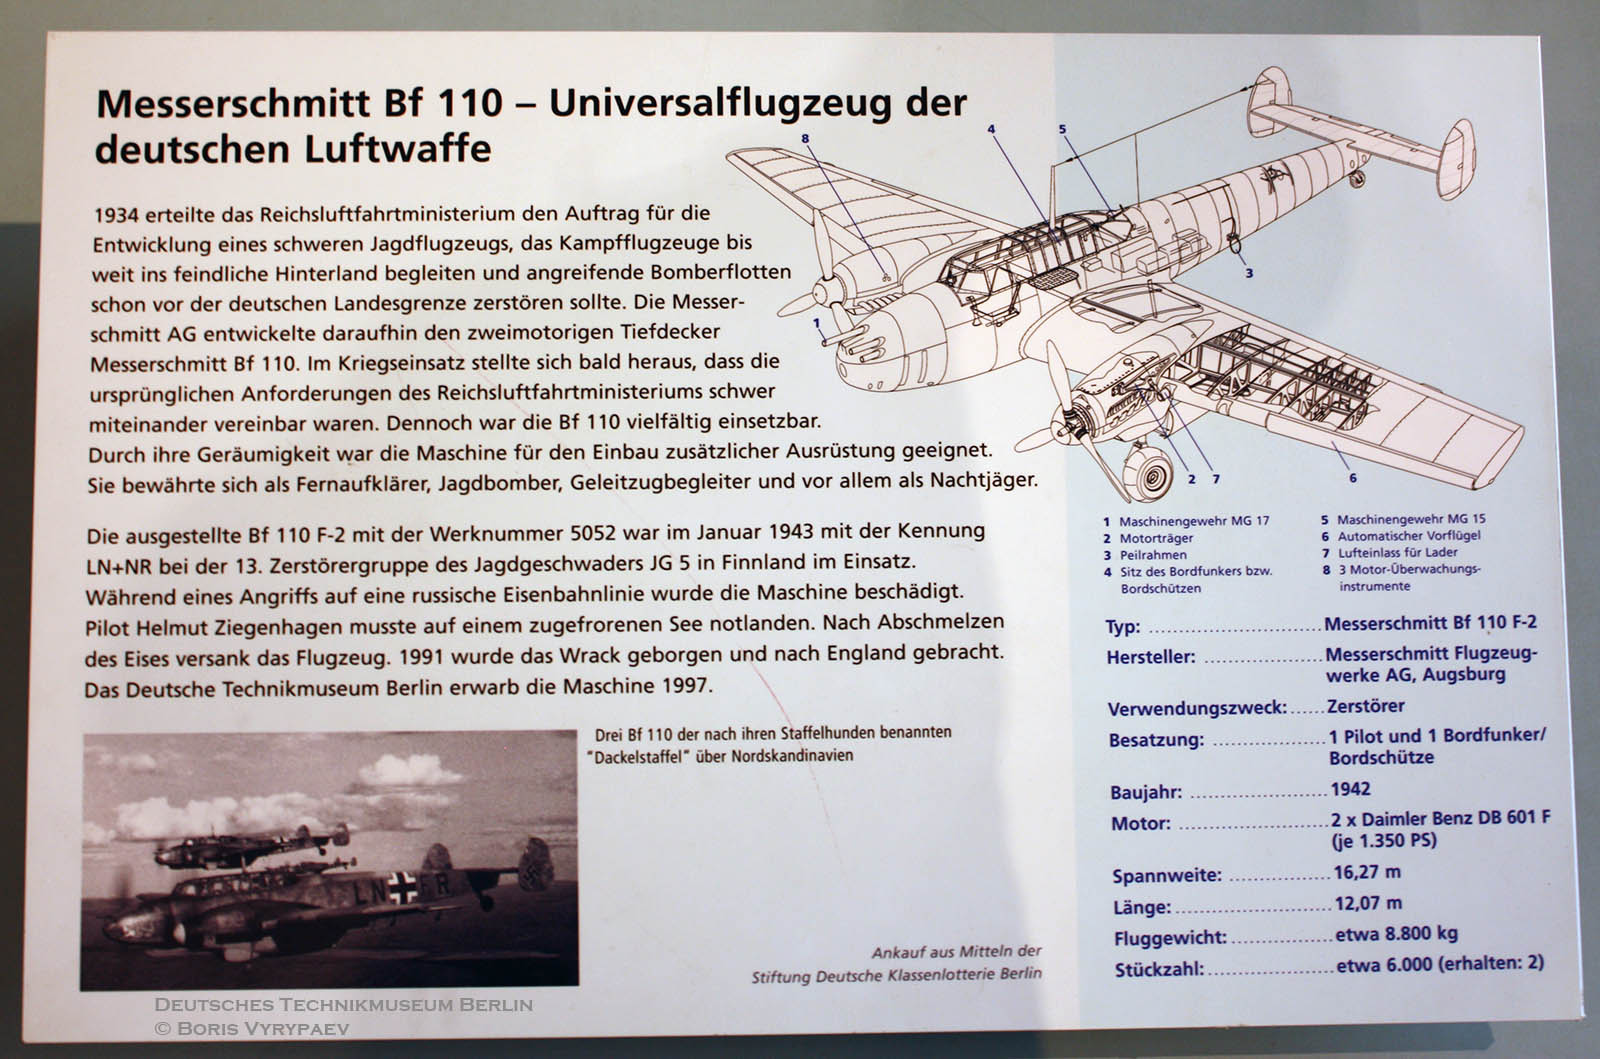 Messerschmitt Bf 110 – Universalflugzeug der
deutschen Luftwaffe
1934 erteilte das Reichsluftfahrtministerium den Auftrag für die
Entwicklung eines schweren Jagdflugzeugs, das Kampfflugzeuge bis
weit ins feindliche Hinterland begleiten und angreifende Bomberflotten
schon vor der deutschen Landesgrenze zerstören sollte. Die Messer-
schmitt AG entwickelte daraufhin den zweimotorigen Tiefdecker
Messerschmitt Bf 110. Im Kriegseinsatz stellte sich bald heraus, dass die
ursprünglichen Anforderungen des Reichsluftfahrtministeriums schwer
miteinander vereinbar waren. Dennoch war die Bf 110 vielfältig einsetzbar.
Durch ihre Geräumigkeit war die Maschine für den Einbau zusätzlicher Ausrüstung geeignet.
Sie bewährte sich als Fernaufklärer, Jagdbomber, Geleitzugbegleiter und vor allem als Nachtjäger.
Die ausgestellte Bf 110 F-2 mit der Werknummer 5052 war im Januar 1943 mit der Kennung
LN+NR bei der 13. Zerstörergruppe des Jagdgeschwaders JG 5 in Finnland im Einsatz.
Während eines Angriffs auf eine russische Eisenbahnlinie wurde die Maschine beschädigt.
Pilot Helmut Ziegenhagen musste auf einem zugefrorenen See notlanden. Nach Abschmelzen
des Eises versank das Flugzeug. 1991 wurde das Wrack geborgen und nach England gebracht.
Das Deutsche Technikmuseum Berlin erwarb die Maschine 1997.
Drei Bf 110 der nach ihren Staffelhunden benannten
"Dackelstaffel" über Nordskandinavien
LN FR
Ankauf aus Mitteln der
Stiftung Deutsche Klassenlotterie Berlin
8
4
5
3
1
2
7
6
1 Maschinengewehr MG 17
2 Motorträger
3 Peilrahmen
4 Sitz des Bordfunkers bzw.
Bordschützen
5 Maschinengewehr MG 15
6 Automatischer Vorflügel
7 Lufteinlass für Lader
8 3 Motor-Überwachungs-
instrumente
Typ: ............................ Messerschmitt Bf 110 F-2
Hersteller: .................... Messerschmitt Flugzeug-
werke AG, Augsburg
Verwendungszweck: ...... Zerstörer
Besatzung: ................... 1 Pilot und 1 Bordfunker/
Bordschütze
Baujahr: ....................... 1942
Motor: ......................... 2 x Daimler Benz DB 601 F
(je 1.350 PS)
Spannweite: ................. 16,27 m
Länge: .......................... 12,07 m
Fluggewicht: ................. etwa 8.800 kg
Stückzahl: ..................... etwa 6.000 (erhalten: 2)
Deutsches Technikmuseum Berlin
© Boris Vyrypaev